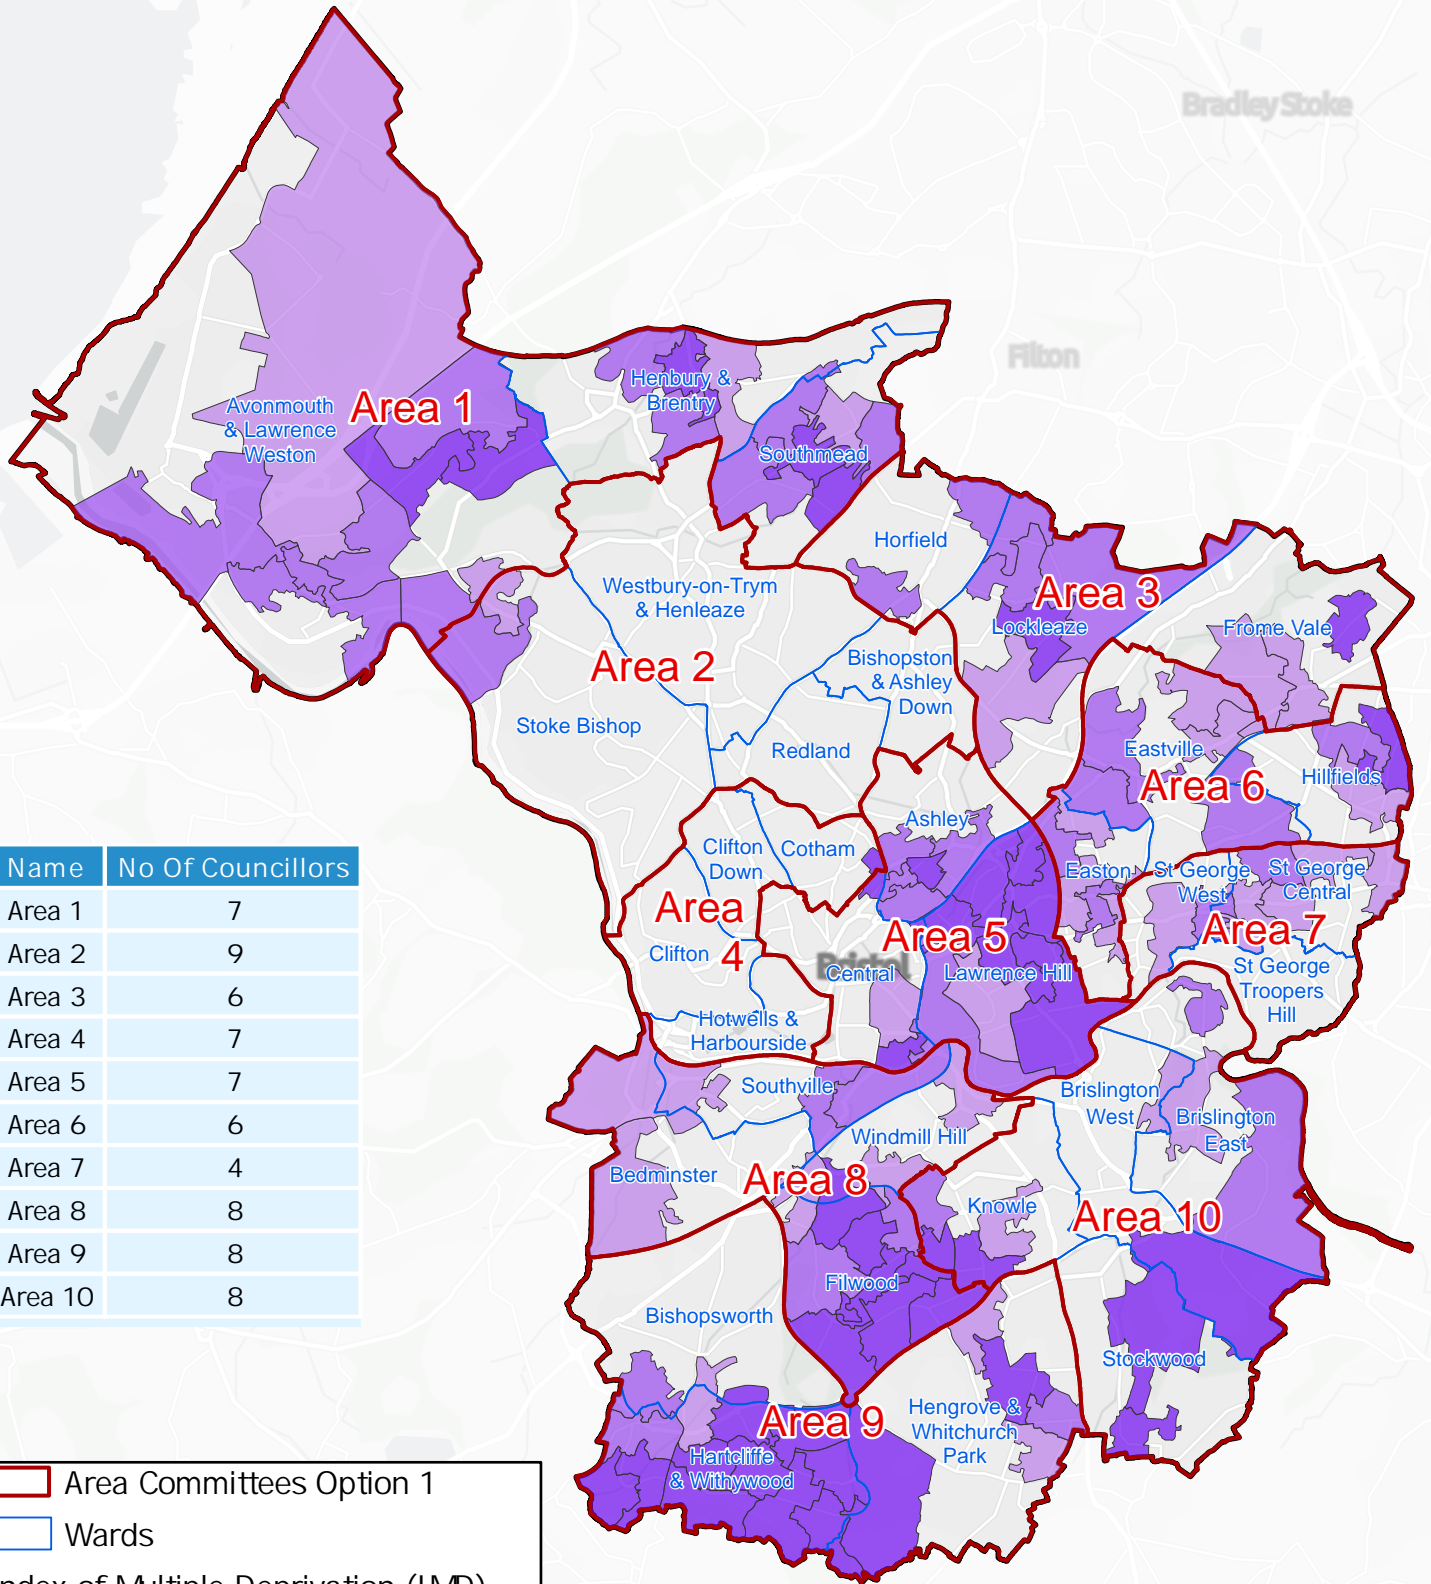 Bradley Stoke
Filton
Henbury &
Brentry
Avonmouth
& Lawrence
Weston
Area 1
Southmead
Horfield
Westbury-on-Trym
& Henleaze
Area 3
Lockleaze
Frome Vale
Area 2
Bishopston
& Ashley
Down
Stoke Bishop
Redland
Eastville
Area 6
Hillfields
Ashley
Clifton
Down
Cotham
Easton
St George
West
St George
Central
Area
4
Clifton
Area 5
Area 7
Bristol
Central
Lawrence Hill
St George
Troopers
Hill
Hotwells &
Harbourside
Southville
Brislington
West
Brislington
East
Windmill Hill
Bedminster
Area 8
Knowle
Area 10
Filwood
Bishopsworth
Stockwood
Hengrove &
Whitchurch
Park
Area 9
Hartcliffe
& Withywood
Name No Of Councillors
Area 1 7
Area 2 9
Area 3 6
Area 4 7
Area 5 7
Area 6 6
Area 7 4
Area 8 8
Area 9 8
Area 10 8
Area Committees Option 1
Wards
Index of Multiple Deprivation (IMD)